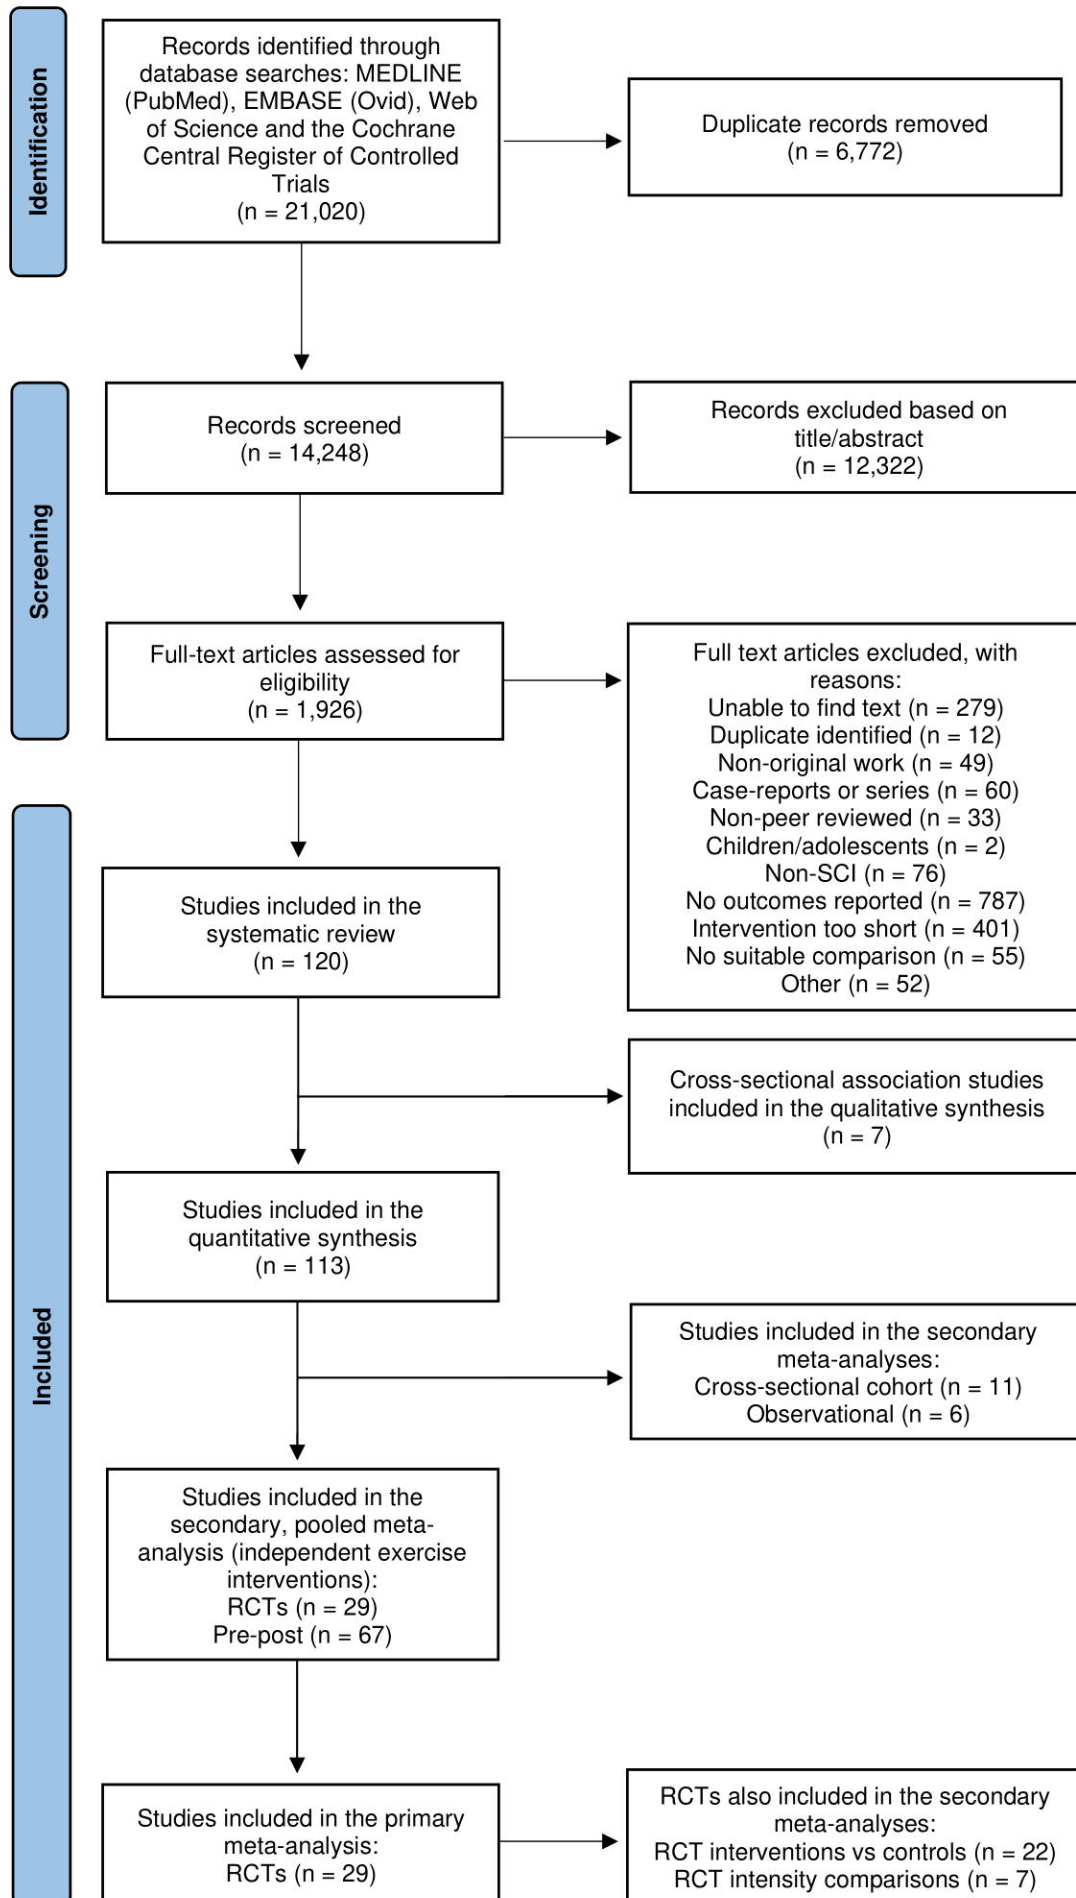 Identification
Records identified through
database searches: MEDLINE
(PubMed), EMBASE (Ovid), Web
of Science and the Cochrane
Central Register of Controlled
Trials
(n = 21,020)
Duplicate records removed
(n = 6,772)
Screening
Records screened
(n = 14,248)
Records excluded based on
title/abstract
(n = 12,322)
Full-text articles assessed for
eligibility
(n = 1,926)
Full text articles excluded, with
reasons:
Unable to find text (n = 279)
Duplicate identified (n = 12)
Non-original work (n = 49)
Case-reports or series (n = 60)
Non-peer reviewed (n = 33)
Children/adolescents (n = 2)
Non-SCI (n = 76)
No outcomes reported (n = 787)
Intervention too short (n = 401)
No suitable comparison (n = 55)
Other (n = 52)
Included
Studies included in the
systematic review
(n = 120)
Cross-sectional association studies
included in the qualitative synthesis
(n = 7)
Studies included in the
quantitative synthesis
(n = 113)
Studies included in the secondary
meta-analyses:
Cross-sectional cohort (n = 11)
Observational (n = 6)
Studies included in the
secondary, pooled meta-
analysis (independent exercise
interventions):
RCTs (n = 29)
Pre-post (n = 67)
Studies included in the primary
meta-analysis:
RCTs (n = 29)
RCTs also included in the secondary
meta-analyses:
RCT interventions vs controls (n = 22)
RCT intensity comparisons (n = 7)